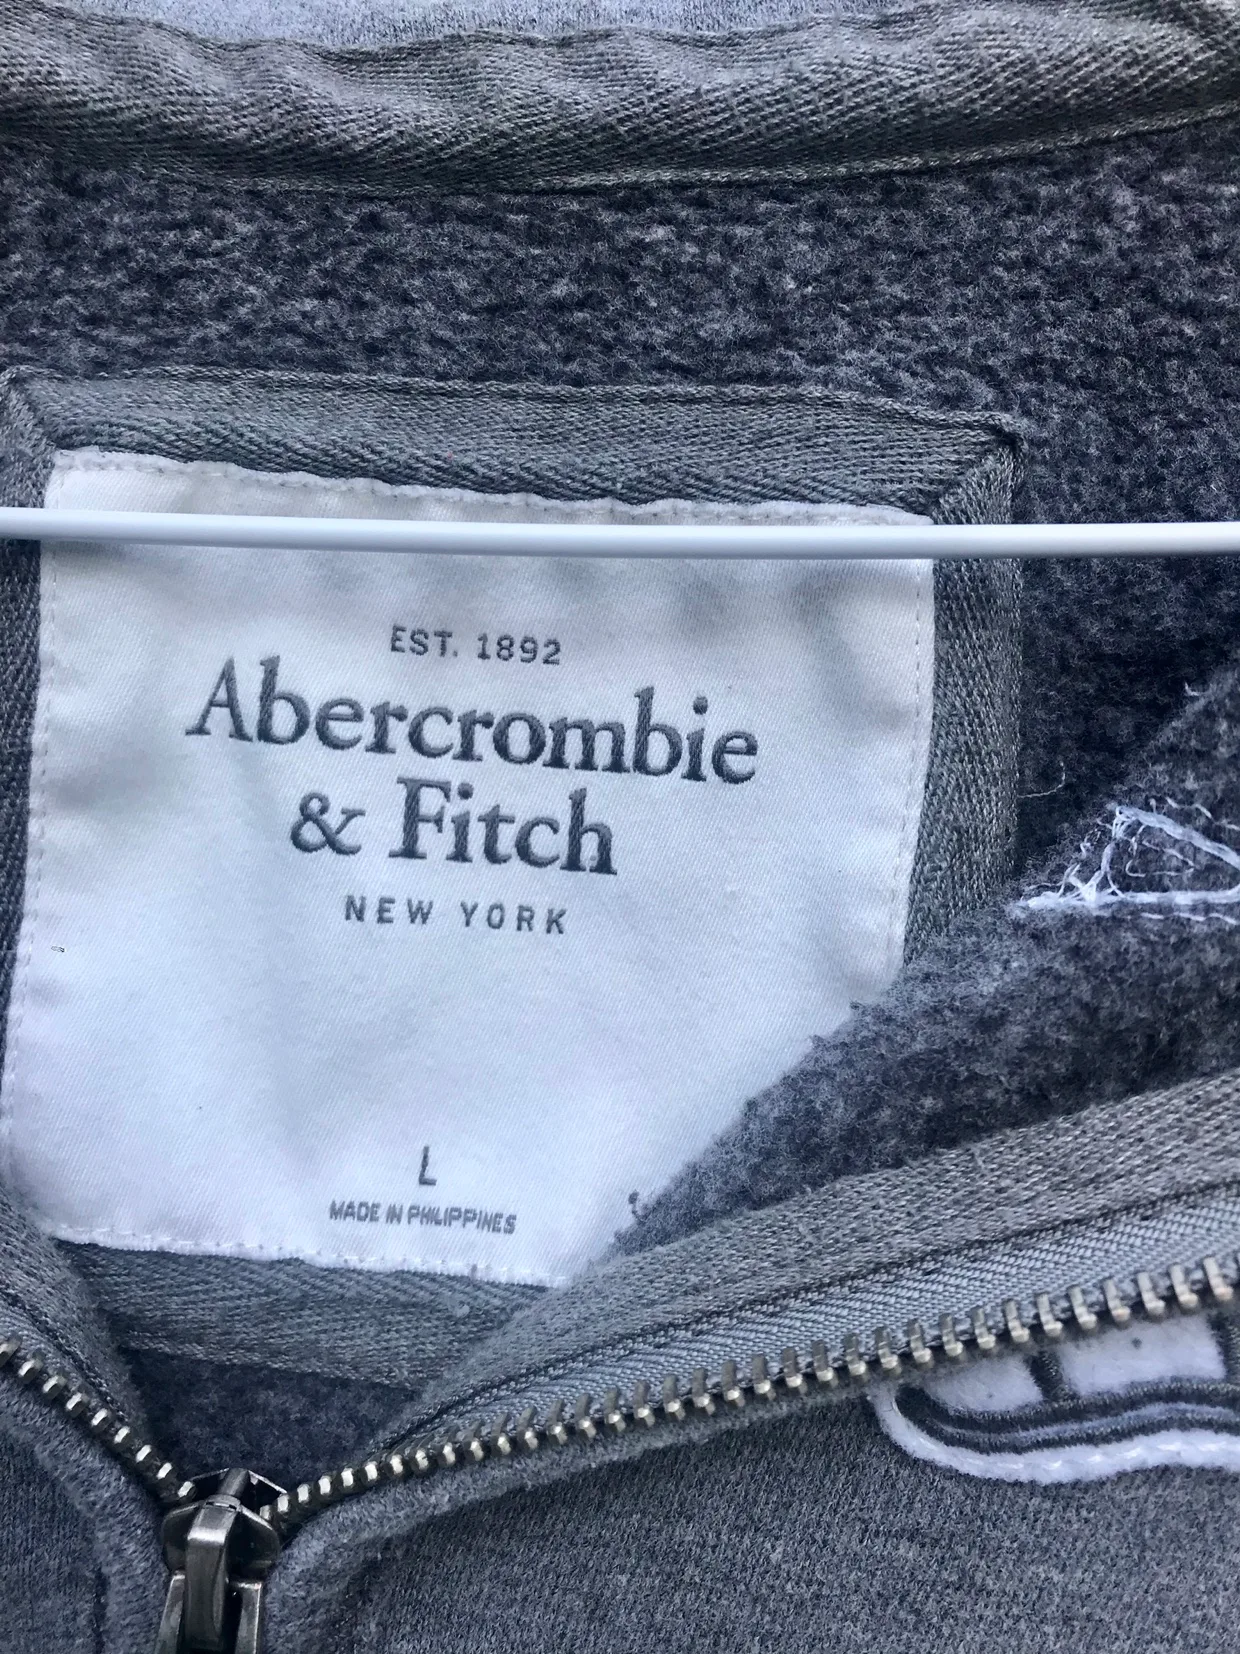 EST. 1892
Abercrombie
& Fitch
NEW YORK
L
MADE IN PHILIPPINES